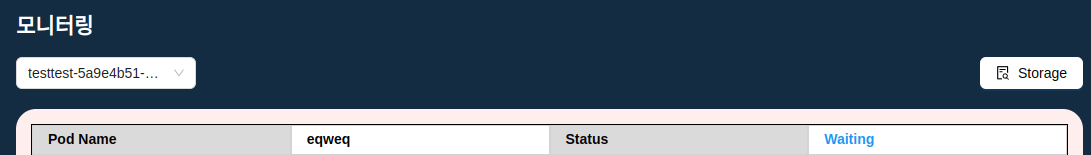 모니터링
testtest-5a9e4b51-...
Storage
Pod Name eqweq Status Waiting